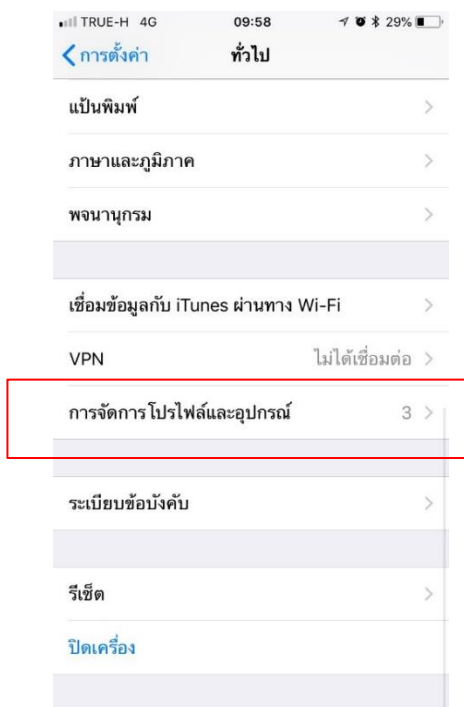 TRUE-H 4G 09:58 29%
การตั้งค่า ทั่วไป
แป้นพิมพ์
ภาษาและภูมิภาค
พจนานุกรม
เชื่อมข้อมูลกับ iTunes ผ่านทาง Wi-Fi
VPN ไม่ได้เชื่อมต่อ
การจัดการโปรไฟล์และอุปกรณ์ 3
ระเบียบข้อบังคับ
รีเซ็ต
ปิดเครื่อง